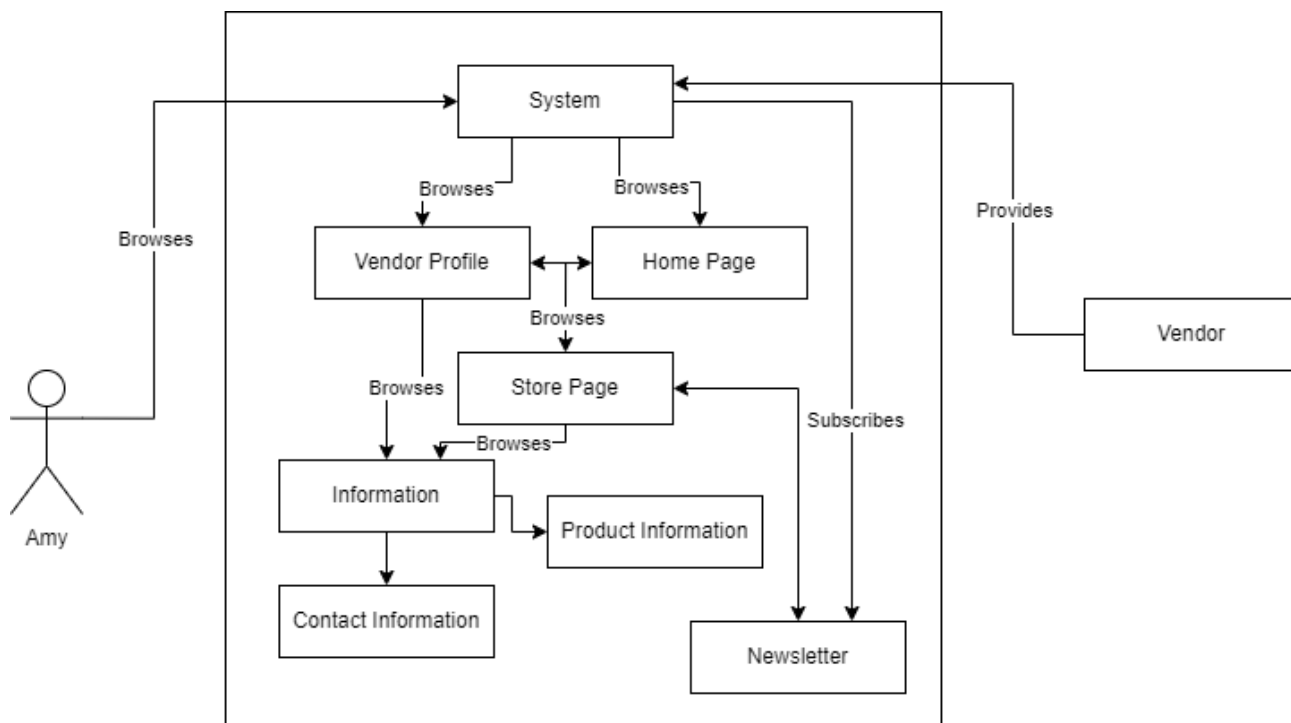 System
Browses
Browses
Provides
Browses
Vendor Profile
Home Page
Browses
Vendor
Browses
Store Page
Subscribes
Browses
Information
Product Information
Amy
Contact Information
Newsletter